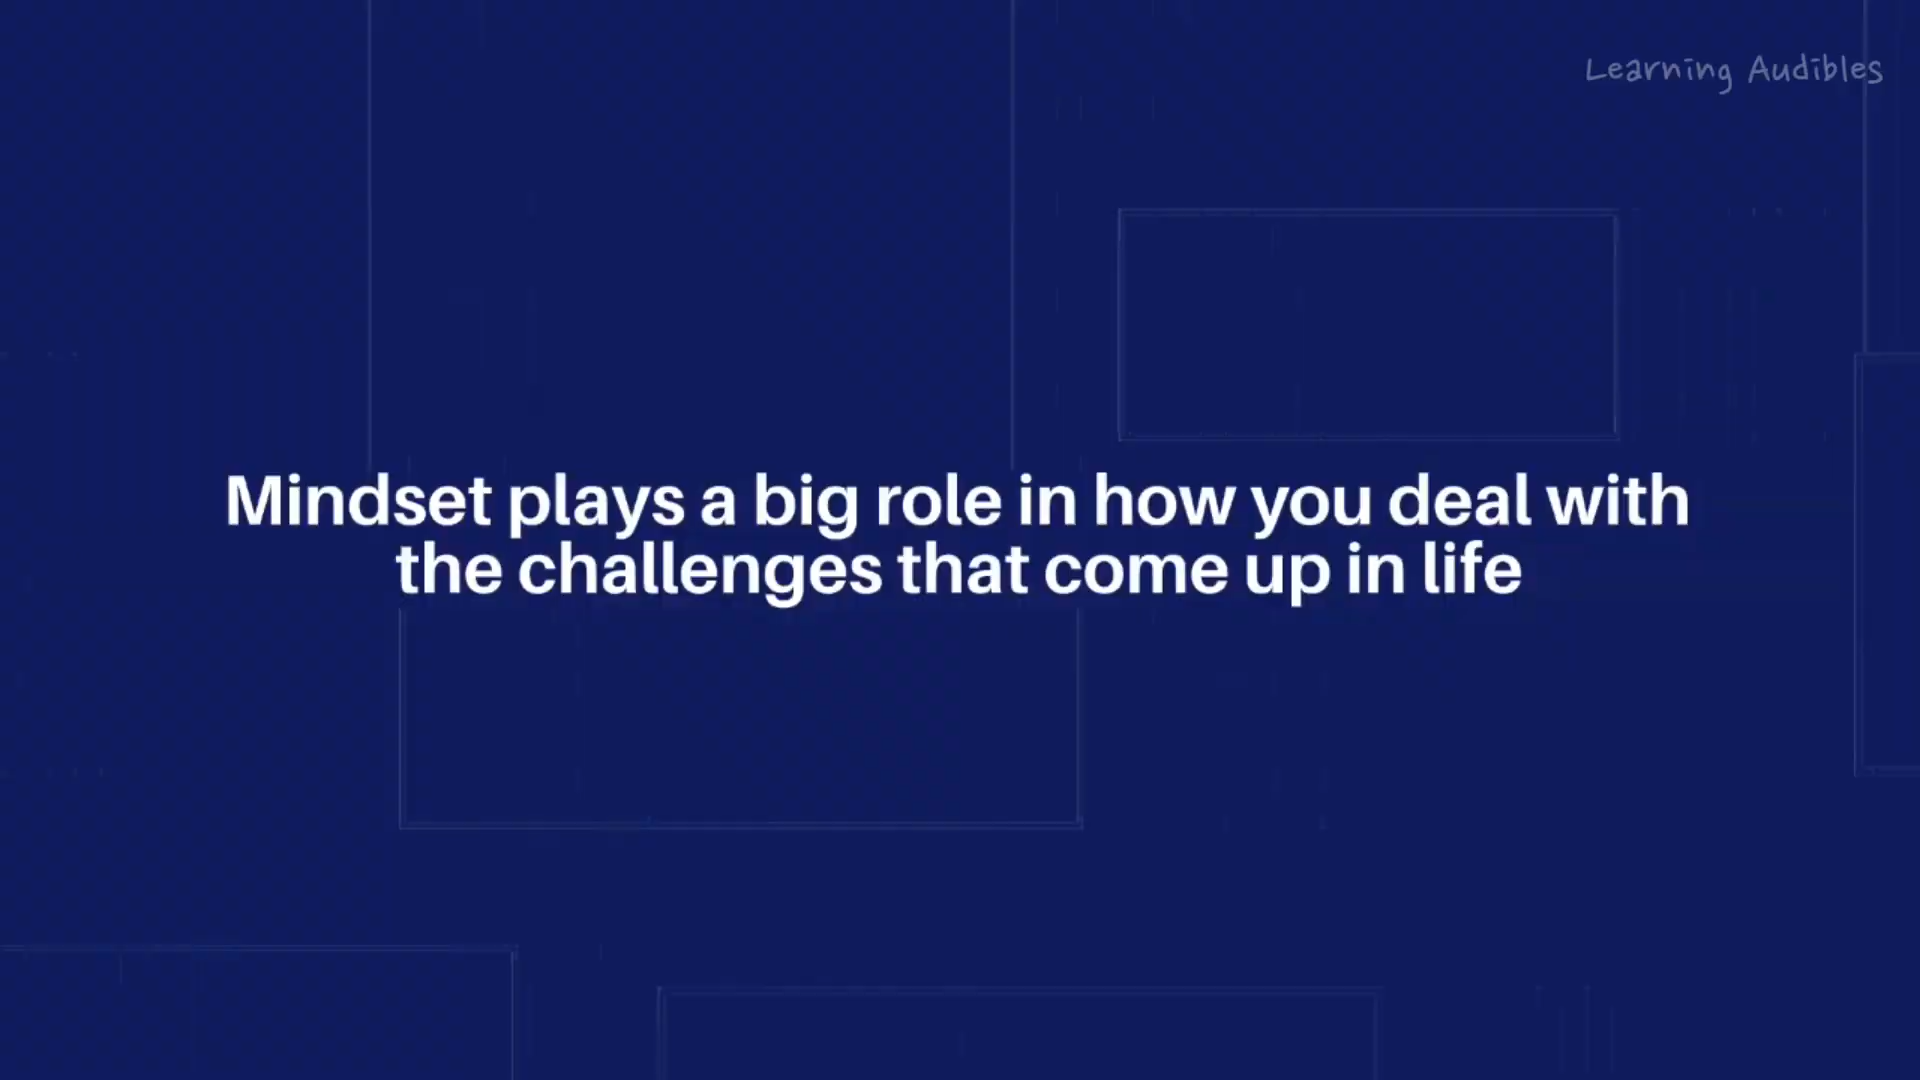 Learning Audibles
Mindset plays a big role in how you deal with
the challenges that come up in life